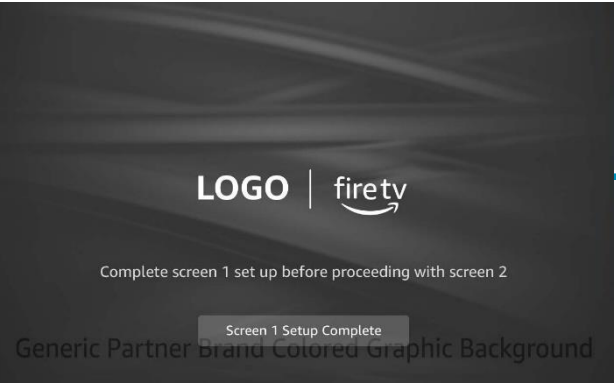 LOGO | fire tv
Complete screen 1 set up before proceeding with screen 2
Screen 1 Setup Complete
Generic Partner Brand Colored Graphic Background